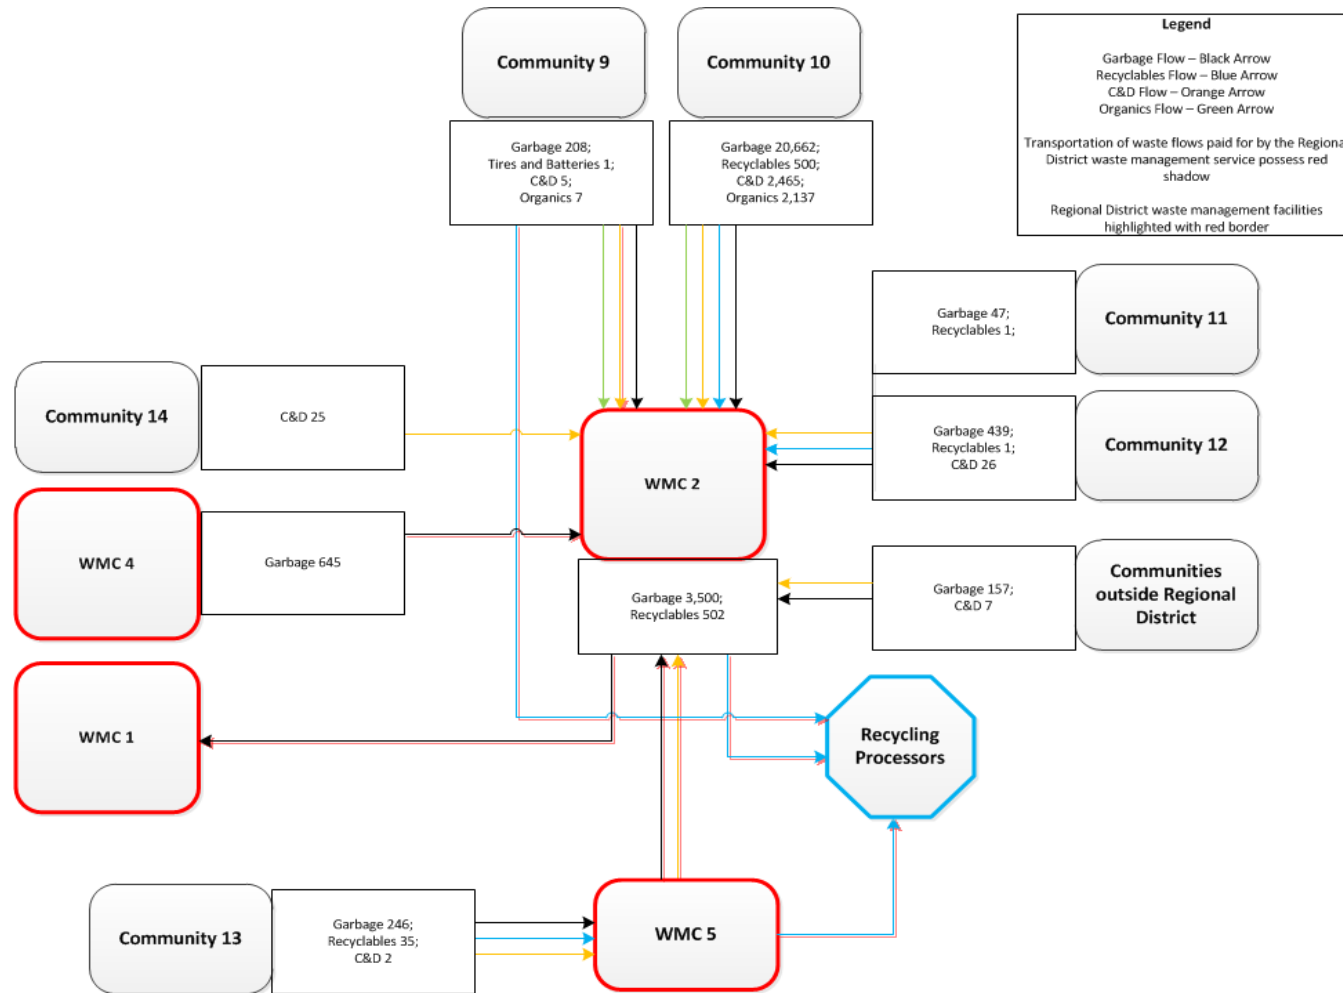 Community 9
Community 10
Legend
Garbage Flow – Black Arrow
Recyclables Flow – Blue Arrow
C&D Flow – Orange Arrow
Organics Flow – Green Arrow
Transportation of waste flows paid for by the Regiona
District waste management service possess red
shadow
Regional District waste management facilities
highlighted with red border
Garbage 208;
Tires and Batteries 1;
C&D 5;
Organics 7
Garbage 20,662;
Recyclables 500;
C&D 2,465;
Organics 2,137
Garbage 47;
Recyclables 1;
Community 11
Community 14
C&D 25
Garbage 439;
Recyclables 1;
C&D 26
Community 12
WMC 2
WMC 4
Garbage 645
Garbage 3,500;
Recyclables 502
Garbage 157;
C&D 7
Communities
outside Regional
District
WMC 1
Recycling
Processors
Community 13
Garbage 246;
Recyclables 35;
C&D 2
WMC 5